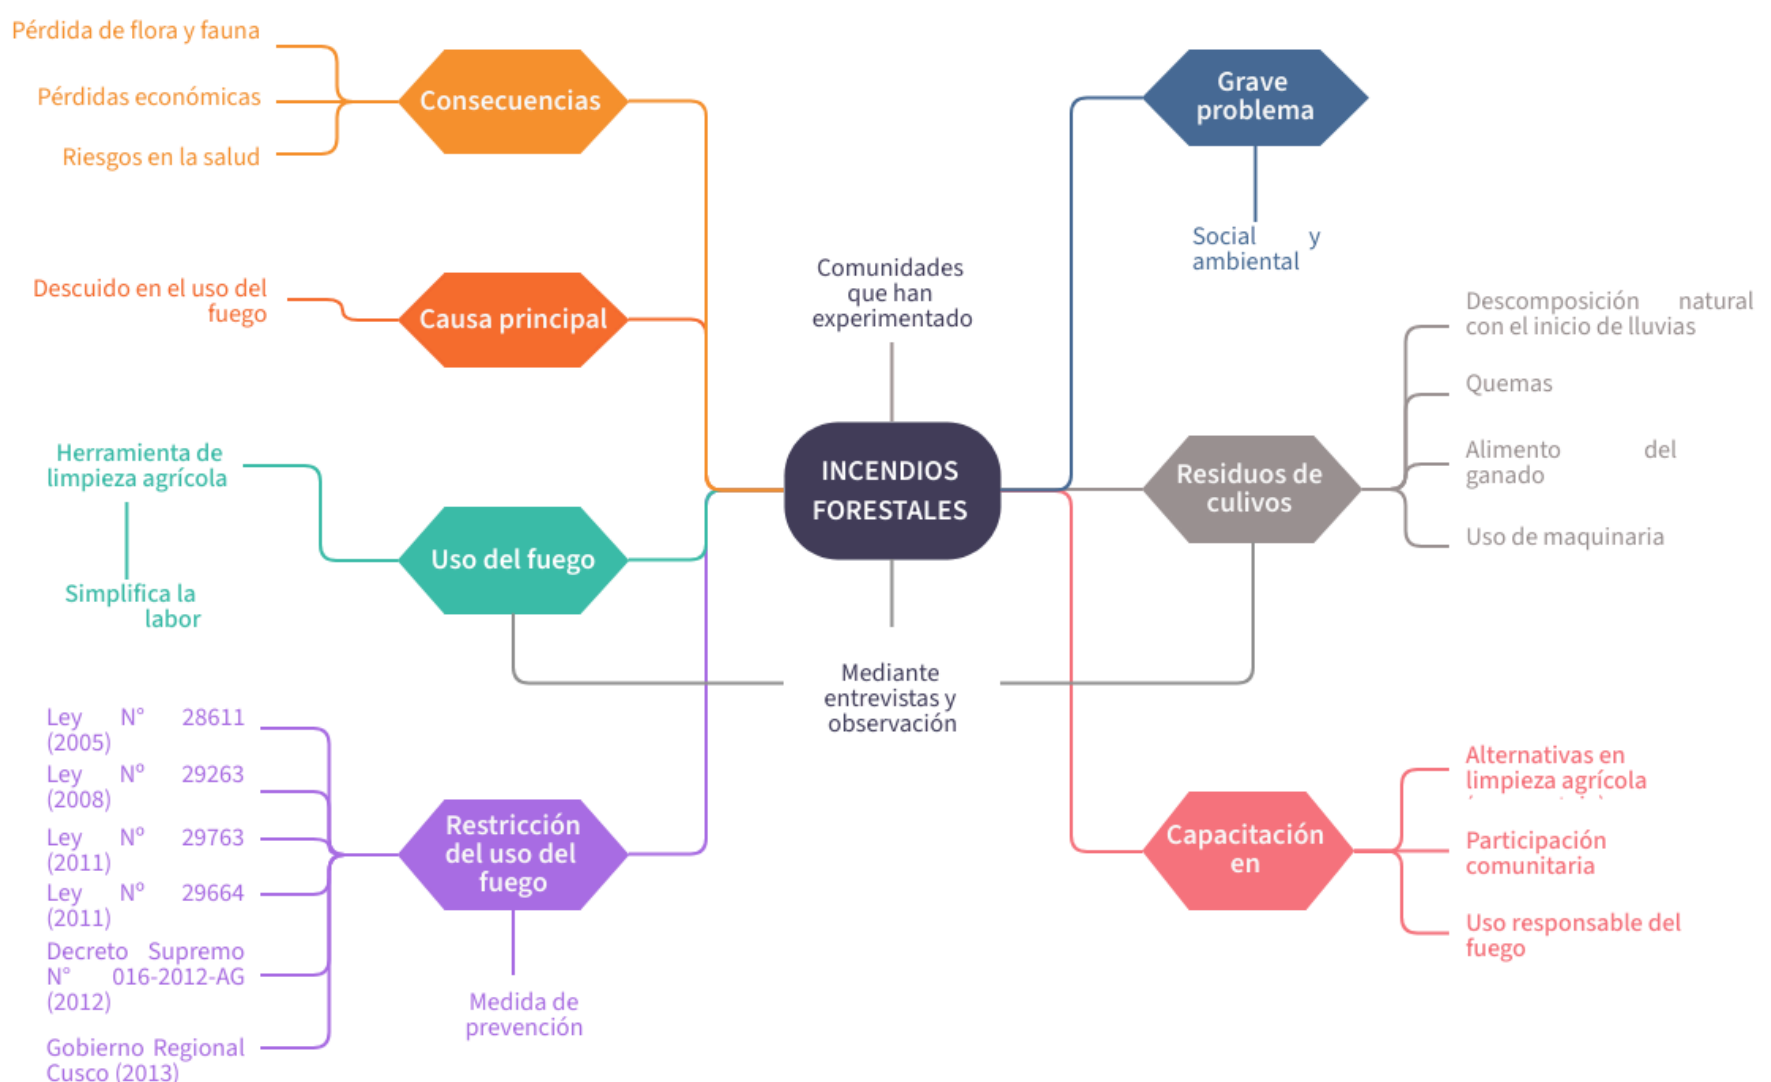 Pérdida de flora y fauna
Pérdidas económicas
Riesgos en la salud
Consecuencias
Descuido en el uso del
fuego
Causa principal
Herramienta de
limpieza agrícola
Simplifica la
labor
Uso del fuego
Ley N° 28611
(2005)
Ley Nº 29263
(2008)
Ley Nº 29763
(2011)
Ley Nº 29664
(2011)
Decreto Supremo
N° 016-2012-AG
(2012)
Gobierno Regional
Cusco (2013)
Restricción
del uso del
fuego
Medida de
prevención
Comunidades
que han
experimentado
INCENDIOS
FORESTALES
Mediante
entrevistas y
observación
Grave
problema
Social y
ambiental
Residuos de
culivos
Descomposición natural
con el inicio de lluvias
Quemas
Alimento del
ganado
Uso de maquinaria
Capacitación
en
Alternativas en
limpieza agrícola
Participación
comunitaria
Uso responsable del
fuego